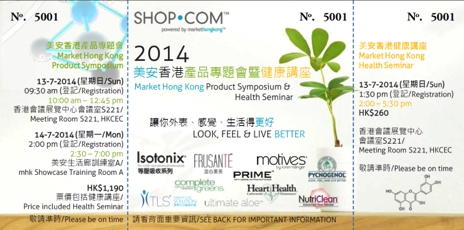 Nº. 5001
美安香港產品專題會
Market Hong Kong
Product Symposium
13-7-2014 (星期日/Sun)
09:30 am (登記/Registration)
10:00 am – 12:45 pm
香港會議展覽中心會議室S221/
Meeting Room S221, HKCEC
14-7-2014 (星期一/Mon)
2:00 pm (登記/Registration)
2:30 – 7:00 pm
美安生活廊訓練室A/
mhk Showcase Training Room A
HK$1,190
票價包括健康講座/
Price included Health Seminar
敬請準時/Please be on time
SHOP•COM™
powered by markethongkong™
Nº. 5001
2014
美安香港產品專題會暨健康講座
Market Hong Kong Product Symposium &
Health Seminar
讓你外表、感覺、生活得更好
LOOK, FEEL & LIVE BETTER
Isotonix®
等壓吸收系列
FRUSANTÉ
motives®
PRIME™
PYCNOGENOL
complete greens
Heart Health
TLS
ultimate aloe™
NutriClean
請看背面重要資訊/SEE BACK FOR IMPORTANT INFORMATION
Nº. 5001
美安香港健康講座
Market Hong Kong
Health Seminar
13-7-2014 (星期日/Sun)
1:30 pm (登記/Registration)
2:00 – 5:30 pm
HK$260
香港會議展覽中心
會議室S221/
Meeting Room S221, HKCEC
敬請準時/Please be on time